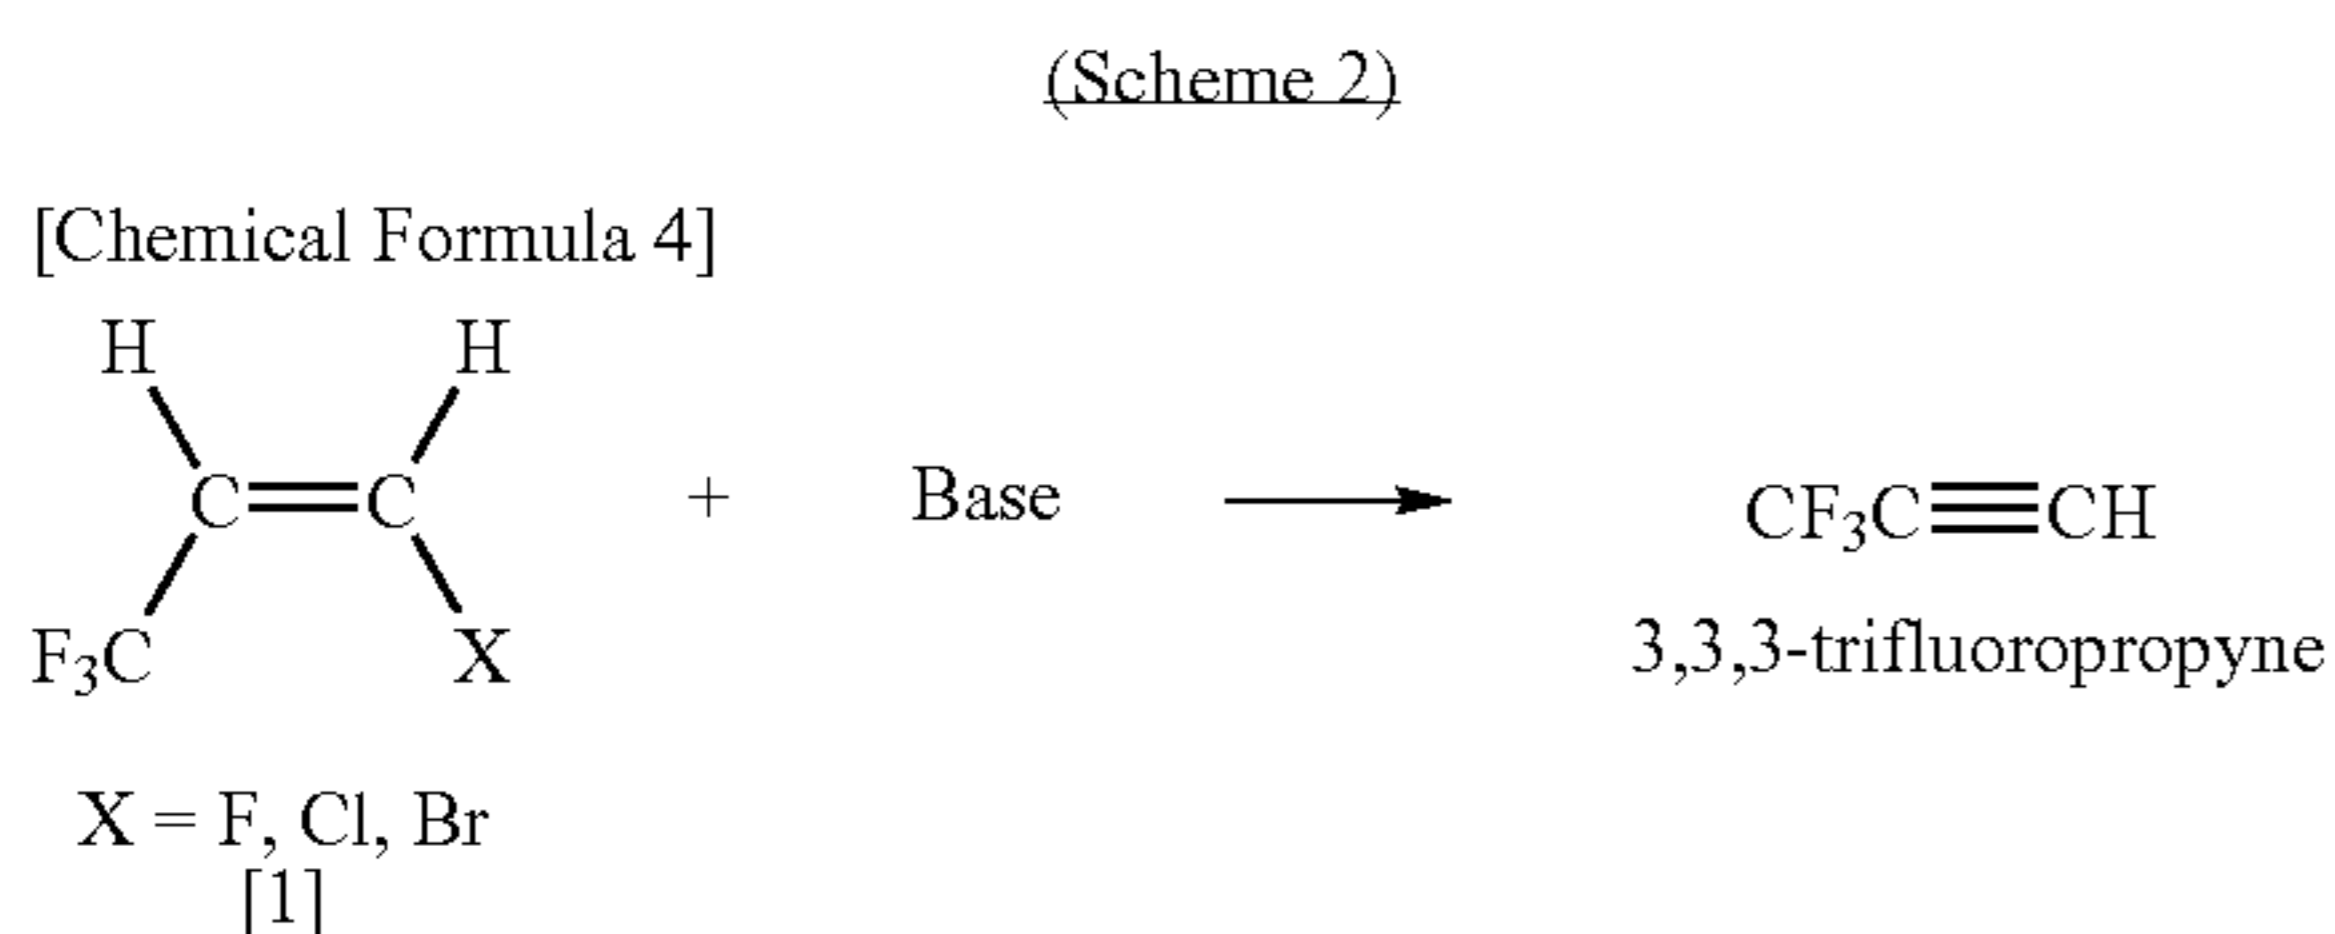 (Scheme 2)
[Chemical Formula 4]
H H
C=C + Base → CF₃C≡CH
F₃C X 3,3,3-trifluoropropyne
X = F, Cl, Br
[1]